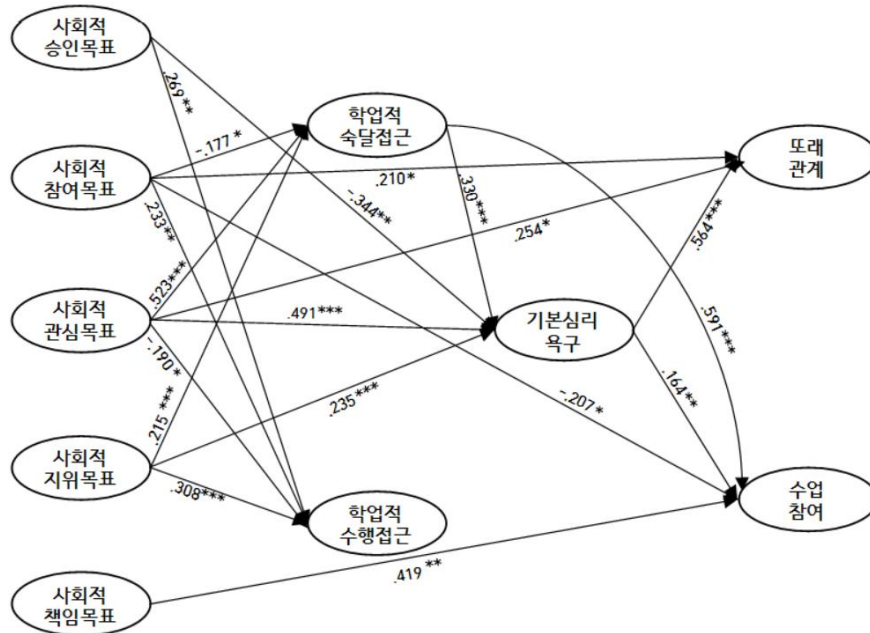 사회적
승인목표
.269**
학업적
숙달접근
-.177*
사회적
참여목표
또래
관계
.210*
.330***
-.344**
.233**
.564***
.254*
.523***
사회적
관심목표
.491***
기본심리
욕구
.591***
-.190*
.164**
.235***
-.207*
.215***
사회적
지위목표
.308***
수업
참여
학업적
수행접근
.419**
사회적
책임목표